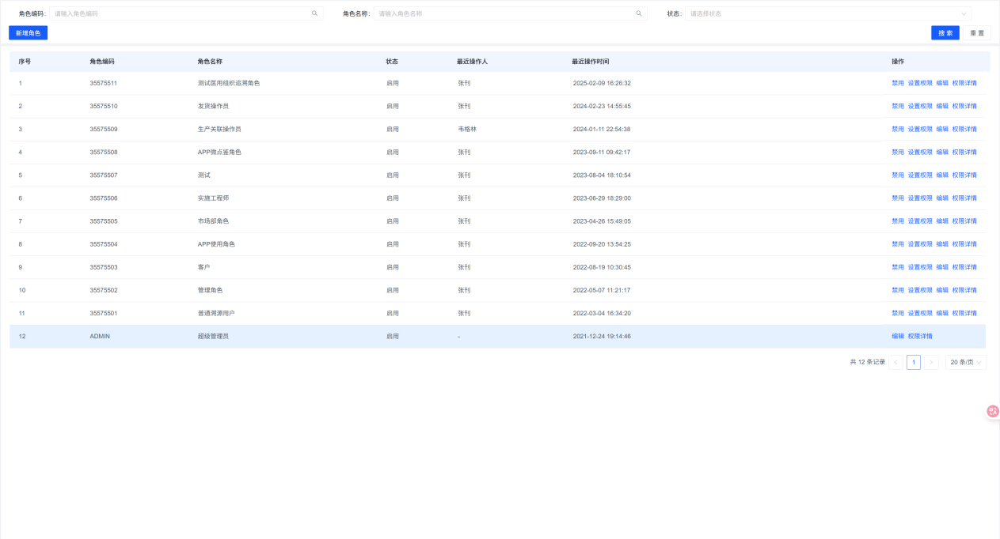 角色编码: 请输入角色编码 角色名称: 请输入角色名称 状态: 请选择状态
新增角色 搜 索 重 置
序号 角色编码 角色名称 状态 最近操作人 最近操作时间 操作
1 35575511 测试医用组织追溯角色 启用 张刊 2025-02-09 16:26:32 禁用 设置权限 编辑 权限详情
2 35575510 发货操作员 启用 张刊 2024-02-23 14:55:45 禁用 设置权限 编辑 权限详情
3 35575509 生产关联操作员 启用 韦格林 2024-01-11 22:54:38 禁用 设置权限 编辑 权限详情
4 35575508 APP微点鉴角色 启用 张刊 2023-09-11 09:42:17 禁用 设置权限 编辑 权限详情
5 35575507 测试 启用 张刊 2023-08-04 18:10:54 禁用 设置权限 编辑 权限详情
6 35575506 实施工程师 启用 张刊 2023-06-29 18:29:00 禁用 设置权限 编辑 权限详情
7 35575505 市场部角色 启用 张刊 2023-04-26 15:49:05 禁用 设置权限 编辑 权限详情
8 35575504 APP使用角色 启用 张刊 2022-09-20 13:54:25 禁用 设置权限 编辑 权限详情
9 35575503 客户 启用 张刊 2022-08-19 10:30:45 禁用 设置权限 编辑 权限详情
10 35575502 管理角色 启用 张刊 2022-05-07 11:21:17 禁用 设置权限 编辑 权限详情
11 35575501 普通溯源用户 启用 张刊 2022-03-04 16:34:20 禁用 设置权限 编辑 权限详情
12 ADMIN 超级管理员 启用 - 2021-12-24 19:14:46 编辑 权限详情
共 12 条记录 < 1 > 20 条/页